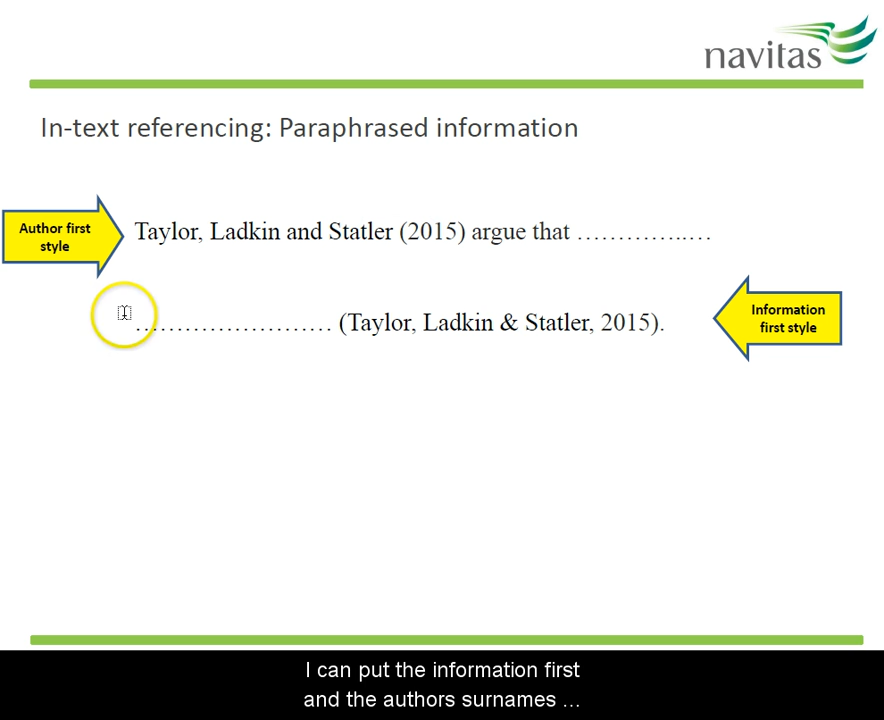 navitas
In-text referencing: Paraphrased information
Author first
style
Taylor, Ladkin and Statler (2015) argue that …………..….
…………………… (Taylor, Ladkin & Statler, 2015).
Information
first style
I can put the information first
and the authors surnames ...